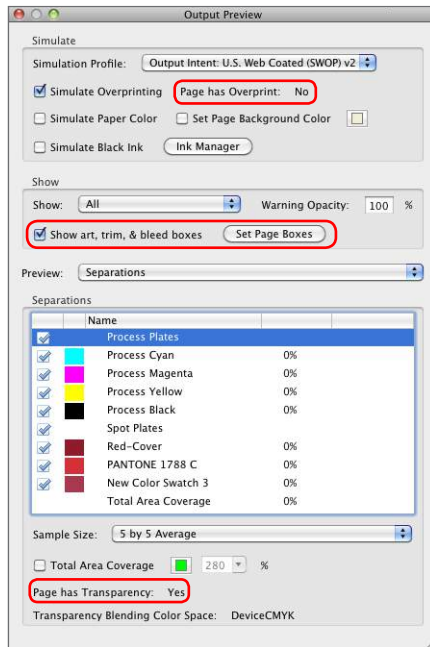 Output Preview
Simulate
Simulation Profile: Output Intent: U.S. Web Coated (SWOP) v2
Simulate Overprinting Page has Overprint: No
Simulate Paper Color Set Page Background Color
Simulate Black Ink Ink Manager
Show
Show: All Warning Opacity: 100 %
Show art, trim, & bleed boxes Set Page Boxes
Preview: Separations
Separations
Name
Process Plates
Process Cyan 0%
Process Magenta 0%
Process Yellow 0%
Process Black 0%
Spot Plates
Red-Cover 0%
PANTONE 1788 C 0%
New Color Swatch 3 0%
Total Area Coverage 0%
Sample Size: 5 by 5 Average
Total Area Coverage 280 %
Page has Transparency: Yes
Transparency Blending Color Space: DeviceCMYK